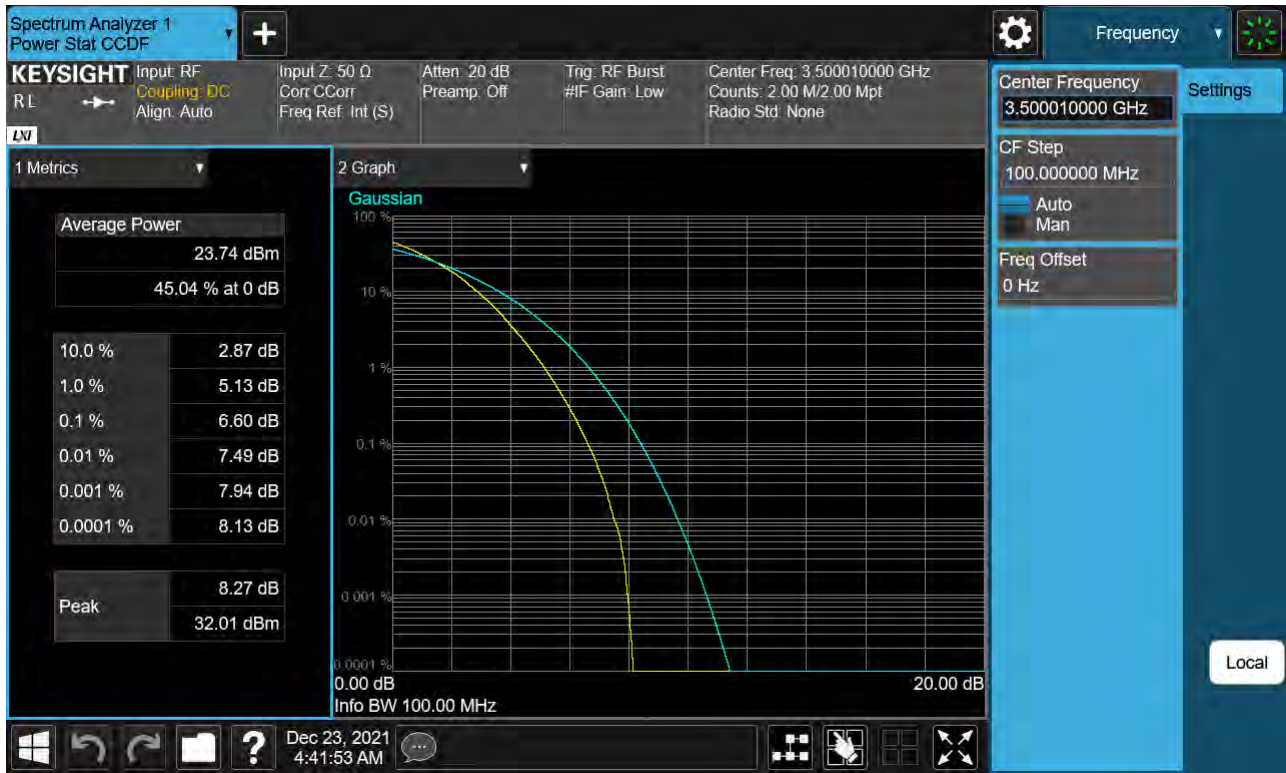 Spectrum Analyzer 1
Power Stat CCDF
Frequency
KEYSIGHT
RL
LXI
Input: RF
Coupling: DC
Align: Auto
Input Z: 50 Ω
Corr CCorr
Freq Ref: Int (S)
Atten: 20 dB
Preamp: Off
Trig: RF Burst
#IF Gain: Low
Center Freq: 3.500010000 GHz
Counts: 2.00 M/2.00 Mpt
Radio Std: None
Center Frequency
3.500010000 GHz
Settings
CF Step
100.000000 MHz
Auto
Man
Freq Offset
0 Hz
Local
1 Metrics
Average Power
23.74 dBm
45.04 % at 0 dB
10.0 % 2.87 dB
1.0 % 5.13 dB
0.1 % 6.60 dB
0.01 % 7.49 dB
0.001 % 7.94 dB
0.0001 % 8.13 dB
Peak
8.27 dB
32.01 dBm
2 Graph
Gaussian
100 %
10 %
1 %
0.1 %
0.01 %
0.001 %
0.0001 %
0.00 dB 20.00 dB
Info BW 100.00 MHz
?
Dec 23, 2021
4:41:53 AM